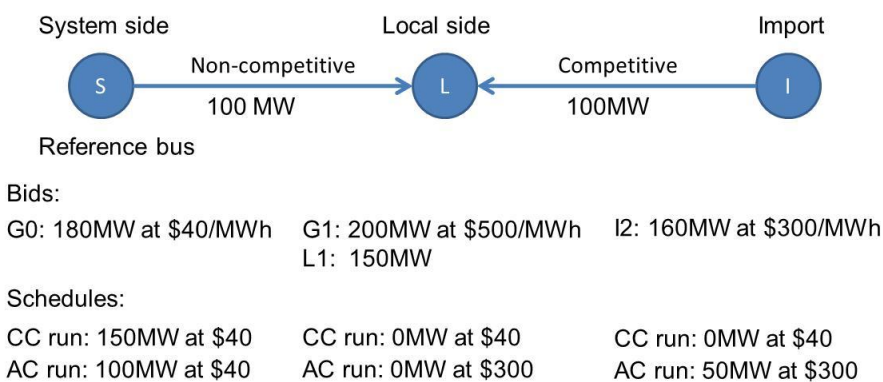 System side Local side Import
Non-competitive Competitive
S L I
100 MW 100MW
Reference bus
Bids:
G0: 180MW at $40/MWh G1: 200MW at $500/MWh I2: 160MW at $300/MWh
L1: 150MW
Schedules:
CC run: 150MW at $40 CC run: 0MW at $40 CC run: 0MW at $40
AC run: 100MW at $40 AC run: 0MW at $300 AC run: 50MW at $300